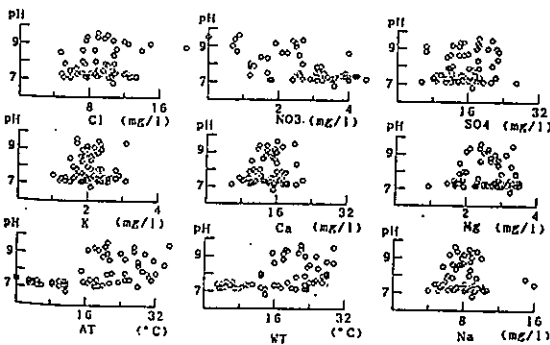 pH pH pH
9 9 9
7 7 7
8 16 2 4 16 32
Cl (mg/l) NO3. (mg/l) SO4 (mg/l)
pH pH pH
9 9 9
7 7 7
2 4 16 32 2 4
K (mg/l) Ca (mg/l) Mg (mg/l)
pH pH pH
9 9 9
7 7 7
16 32 16 32 8 16
AT (°C) WT (°C) Na (mg/l)